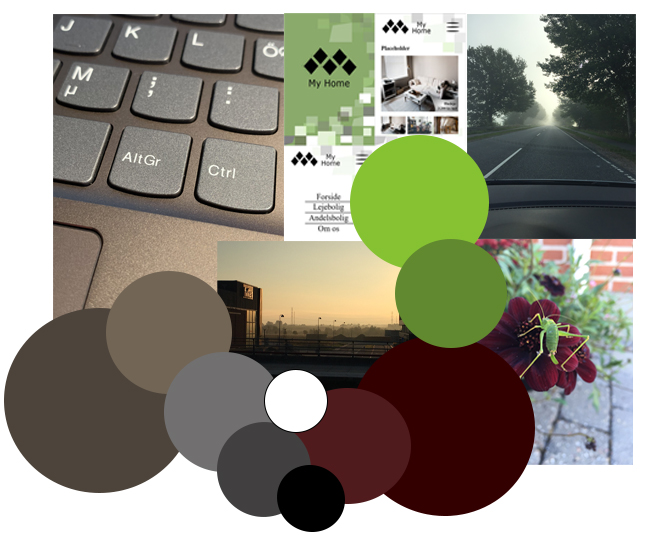 J
K
L
Ö
M
µ
;
,
:
.
AltGr
Ctrl
My Home
My
Home
Placeholder
My
Home
Forside
Lejebolig
Andelsbolig
Om os